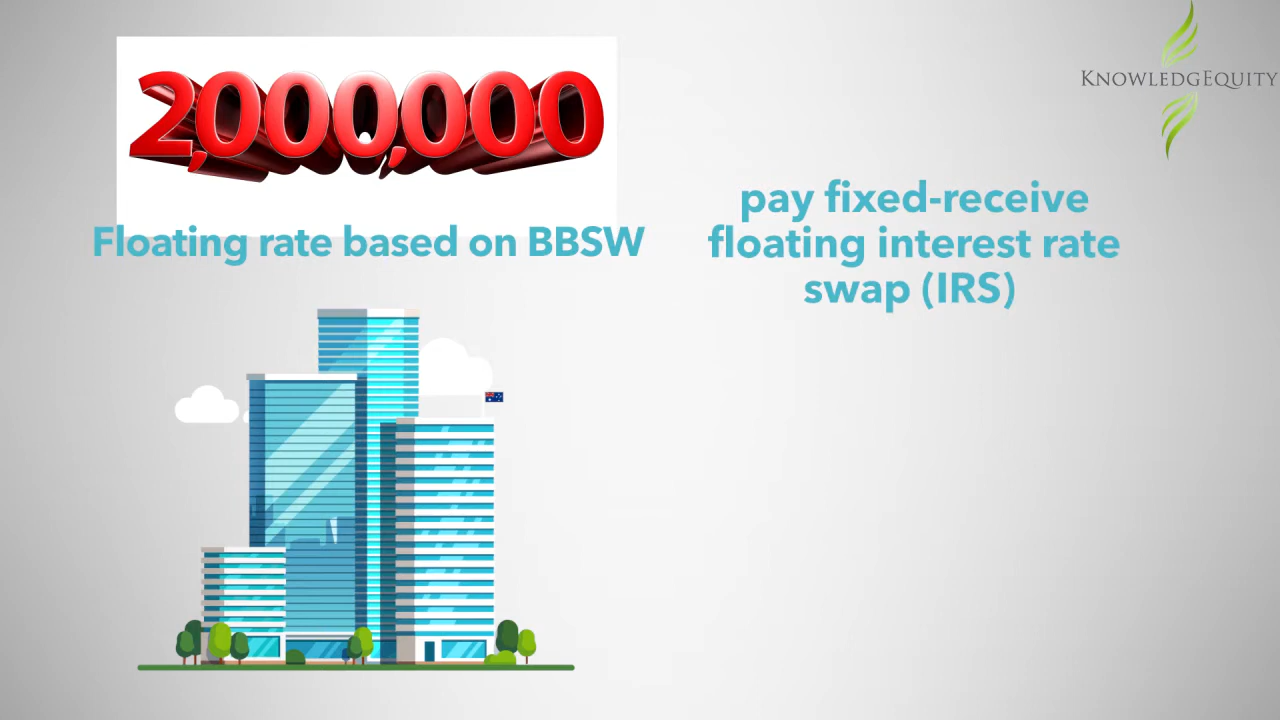 2,000,000
KNOWLEDGEQUITY
Floating rate based on BBSW
pay fixed-receive
floating interest rate
swap (IRS)